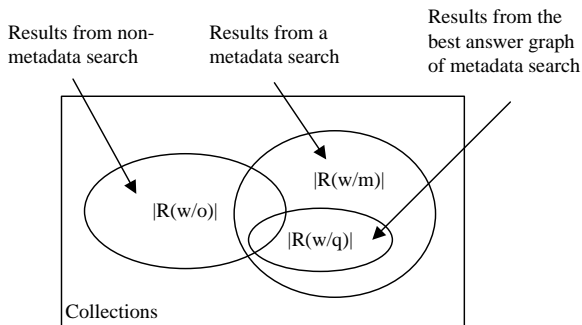 Results from non-
metadata search
Results from a
metadata search
Results from the
best answer graph
of metadata search
|R(w/m)|
|R(w/o)|
|R(w/q)|
Collections